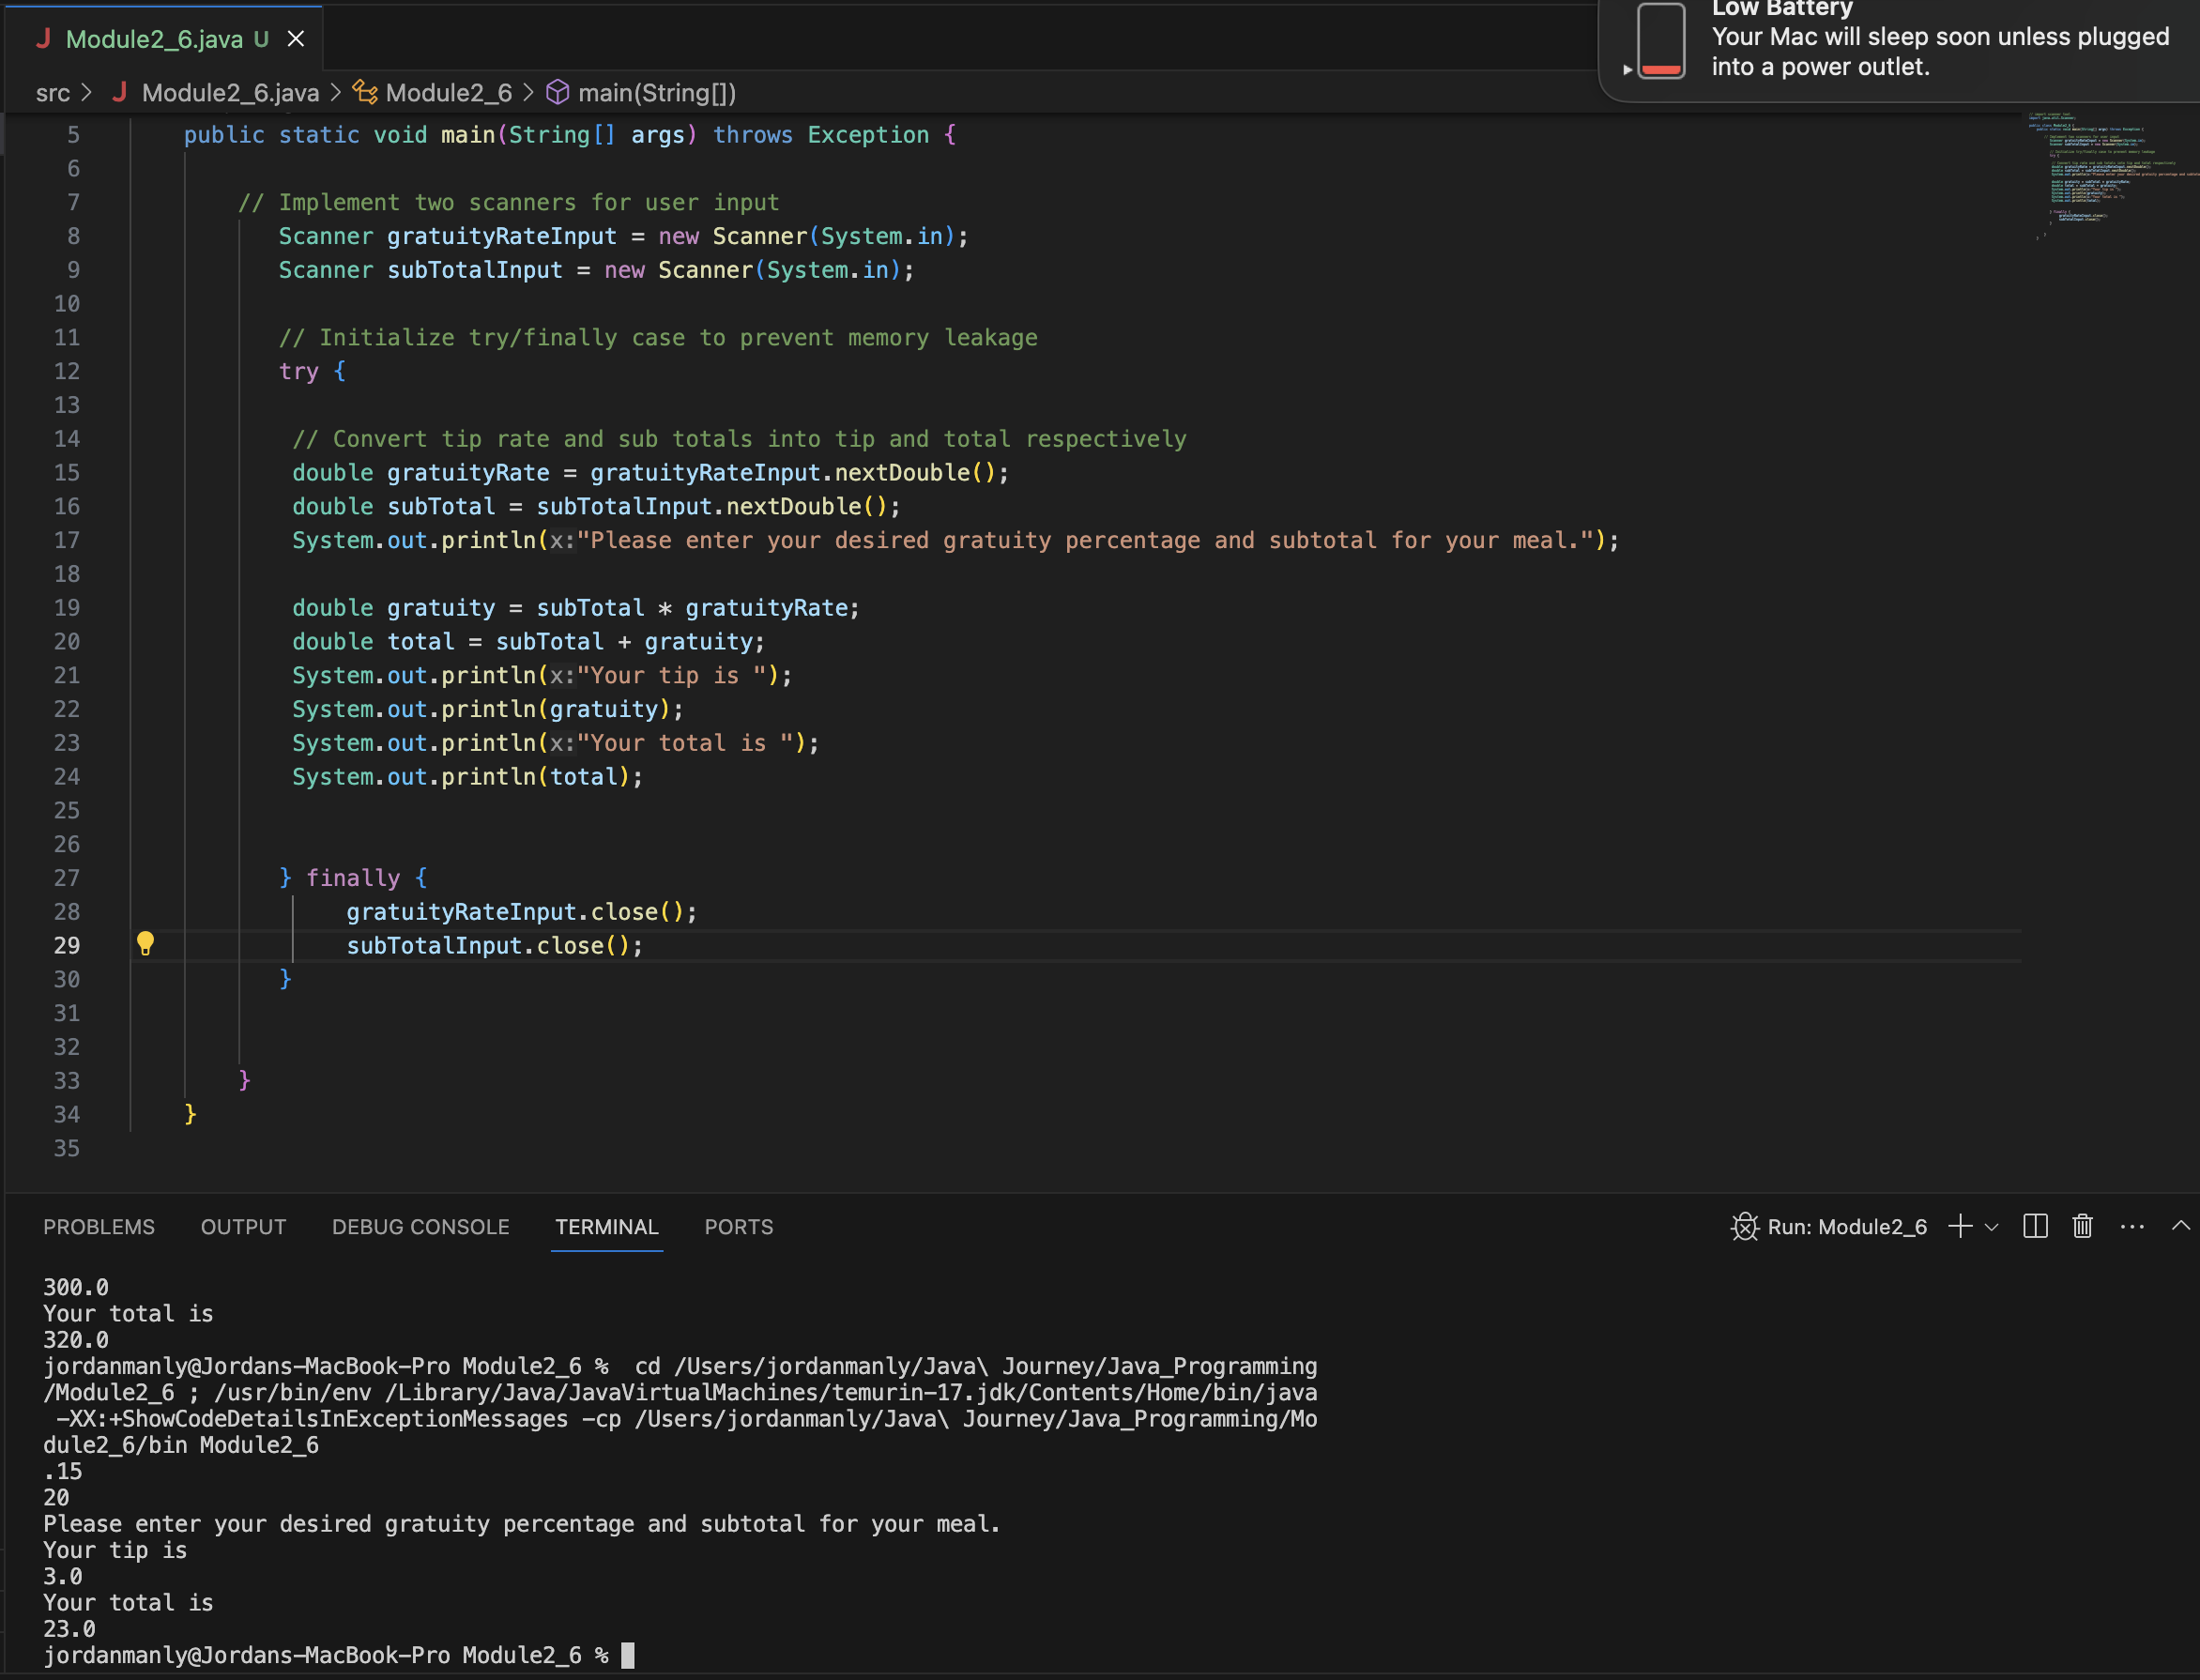 Module2_6.java U
Low Battery
Your Mac will sleep soon unless plugged
into a power outlet.
src > Module2_6.java > Module2_6 > main(String[])
5 public static void main(String[] args) throws Exception {
6
7 // Implement two scanners for user input
8 Scanner gratuityRateInput = new Scanner(System.in);
9 Scanner subTotalInput = new Scanner(System.in);
10
11 // Initialize try/finally case to prevent memory leakage
12 try {
13
14 // Convert tip rate and sub totals into tip and total respectively
15 double gratuityRate = gratuityRateInput.nextDouble();
16 double subTotal = subTotalInput.nextDouble();
17 System.out.println(x:"Please enter your desired gratuity percentage and subtotal for your meal.");
18
19 double gratuity = subTotal * gratuityRate;
20 double total = subTotal + gratuity;
21 System.out.println(x:"Your tip is ");
22 System.out.println(gratuity);
23 System.out.println(x:"Your total is ");
24 System.out.println(total);
25
26
27 } finally {
28 gratuityRateInput.close();
29 subTotalInput.close();
30 }
31
32
33 }
34 }
35
PROBLEMS OUTPUT DEBUG CONSOLE TERMINAL PORTS Run: Module2_6
300.0
Your total is
320.0
jordanmanly@Jordans-MacBook-Pro Module2_6 %  cd /Users/jordanmanly/Java\ Journey/Java_Programming
/Module2_6 ; /usr/bin/env /Library/Java/JavaVirtualMachines/temurin-17.jdk/Contents/Home/bin/java
-XX:+ShowCodeDetailsInExceptionMessages -cp /Users/jordanmanly/Java\ Journey/Java_Programming/Mo
dule2_6/bin Module2_6
.15
20
Please enter your desired gratuity percentage and subtotal for your meal.
Your tip is
3.0
Your total is
23.0
jordanmanly@Jordans-MacBook-Pro Module2_6 %